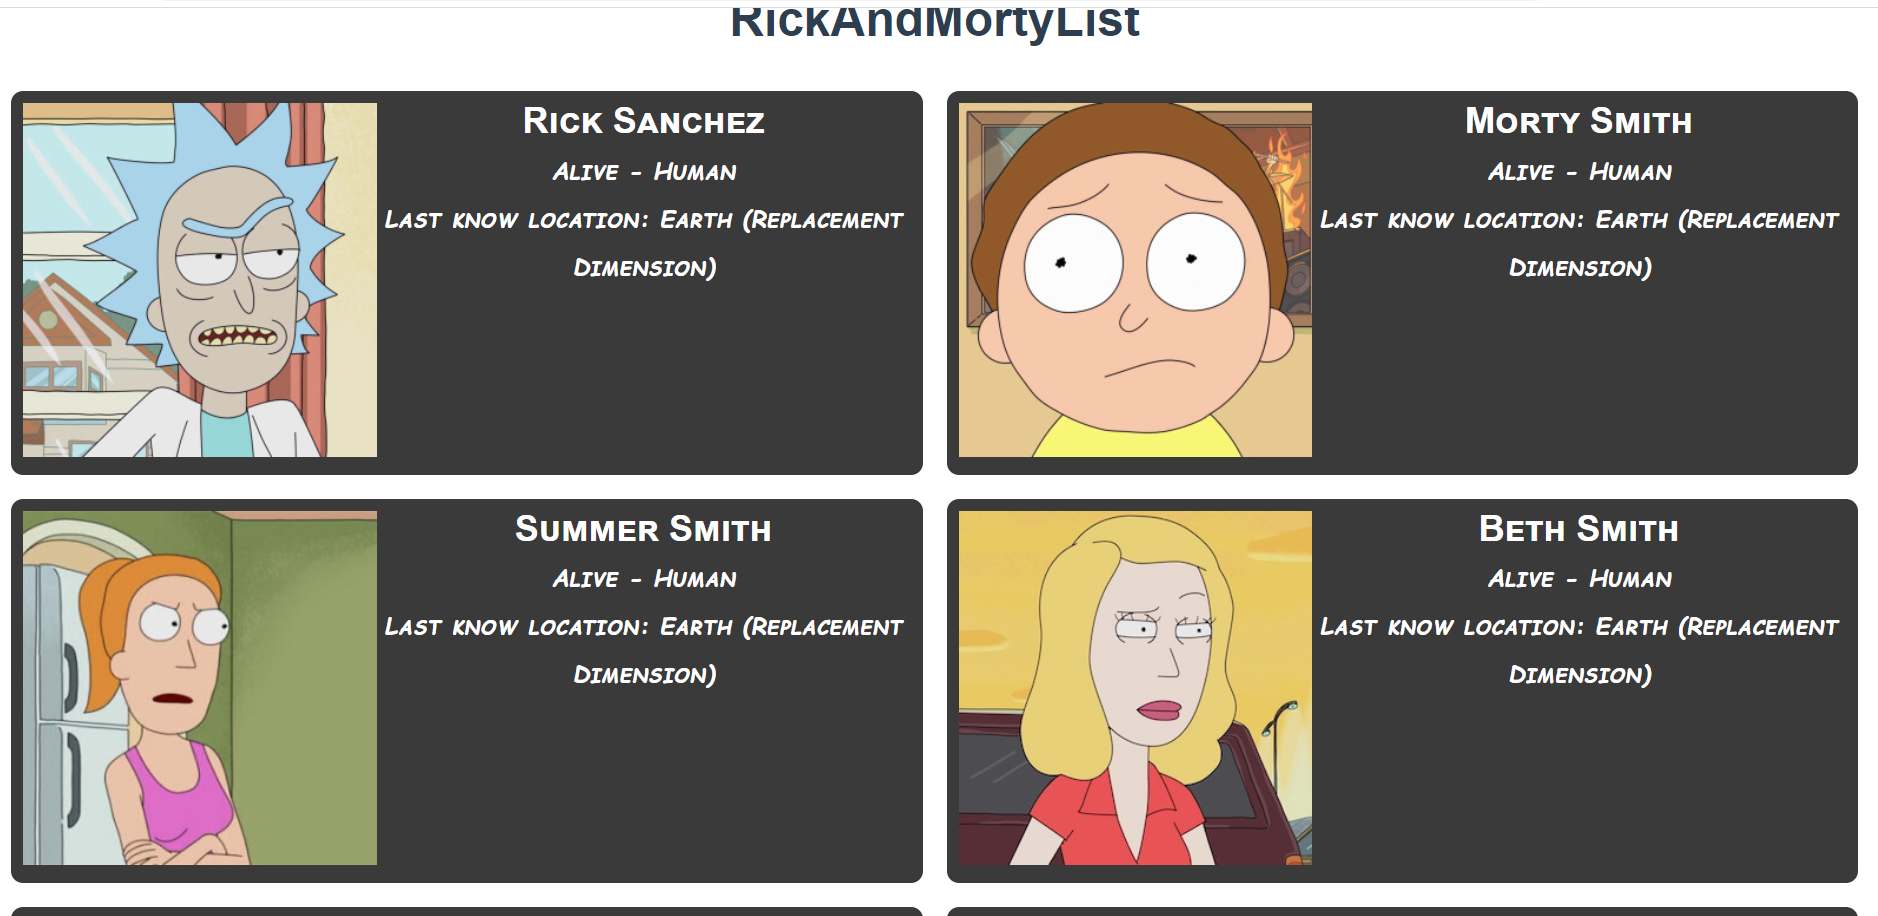 RickAndMortyList
Rick Sanchez
Alive - Human
Last know location: Earth (Replacement
Dimension)
Morty Smith
Alive - Human
Last know location: Earth (Replacement
Dimension)
Summer Smith
Alive - Human
Last know location: Earth (Replacement
Dimension)
Beth Smith
Alive - Human
Last know location: Earth (Replacement
Dimension)